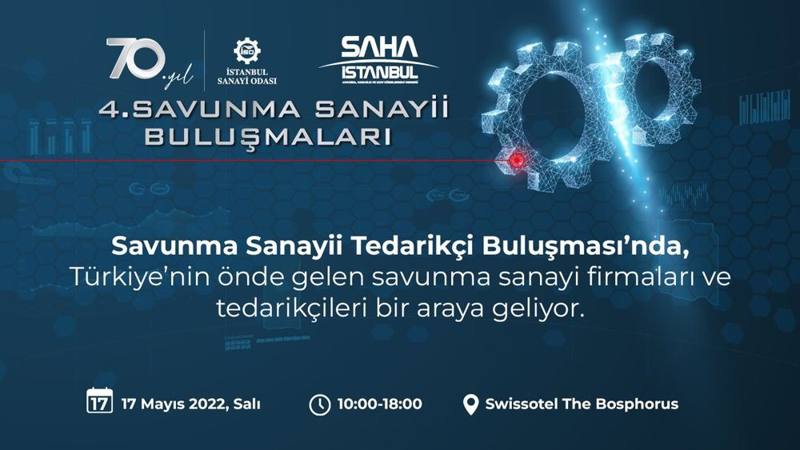 70.yıl
İSO
İSTANBUL
SANAYİ ODASI
SAHA
İSTANBUL
4.SAVUNMA SANAYİİ
BULUŞMALARI
Savunma Sanayii Tedarikçi Buluşması’nda,
Türkiye’nin önde gelen savunma sanayi firmaları ve
tedarikçileri bir araya geliyor.
17
17 Mayıs 2022, Salı
10:00-18:00
Swissotel The Bosphorus